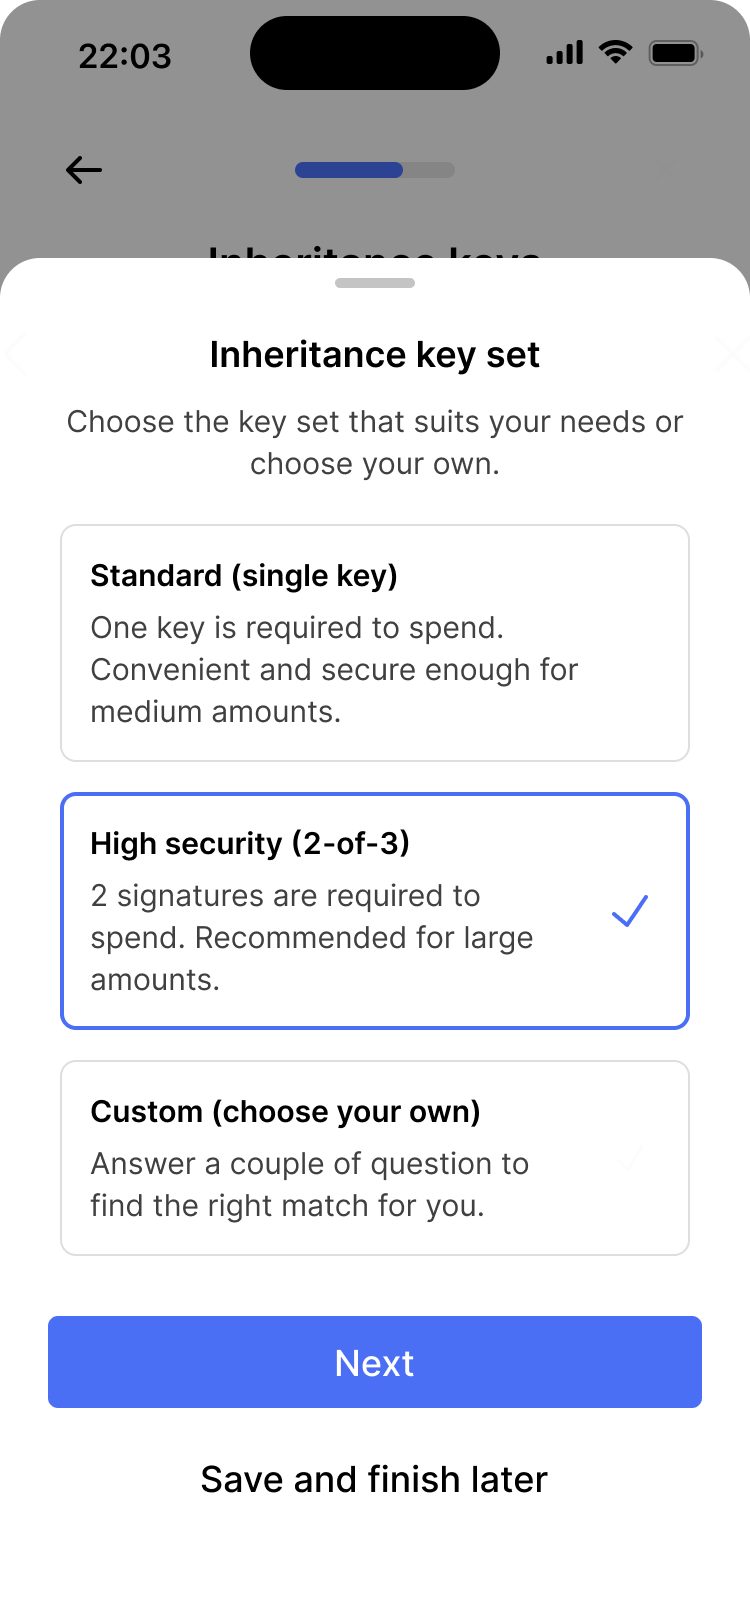 22:03
Inheritance keys
Inheritance key set
Choose the key set that suits your needs or
choose your own.
Standard (single key)
One key is required to spend.
Convenient and secure enough for
medium amounts.
High security (2-of-3)
2 signatures are required to
spend. Recommended for large
amounts.
Custom (choose your own)
Answer a couple of question to
find the right match for you.
Next
Save and finish later